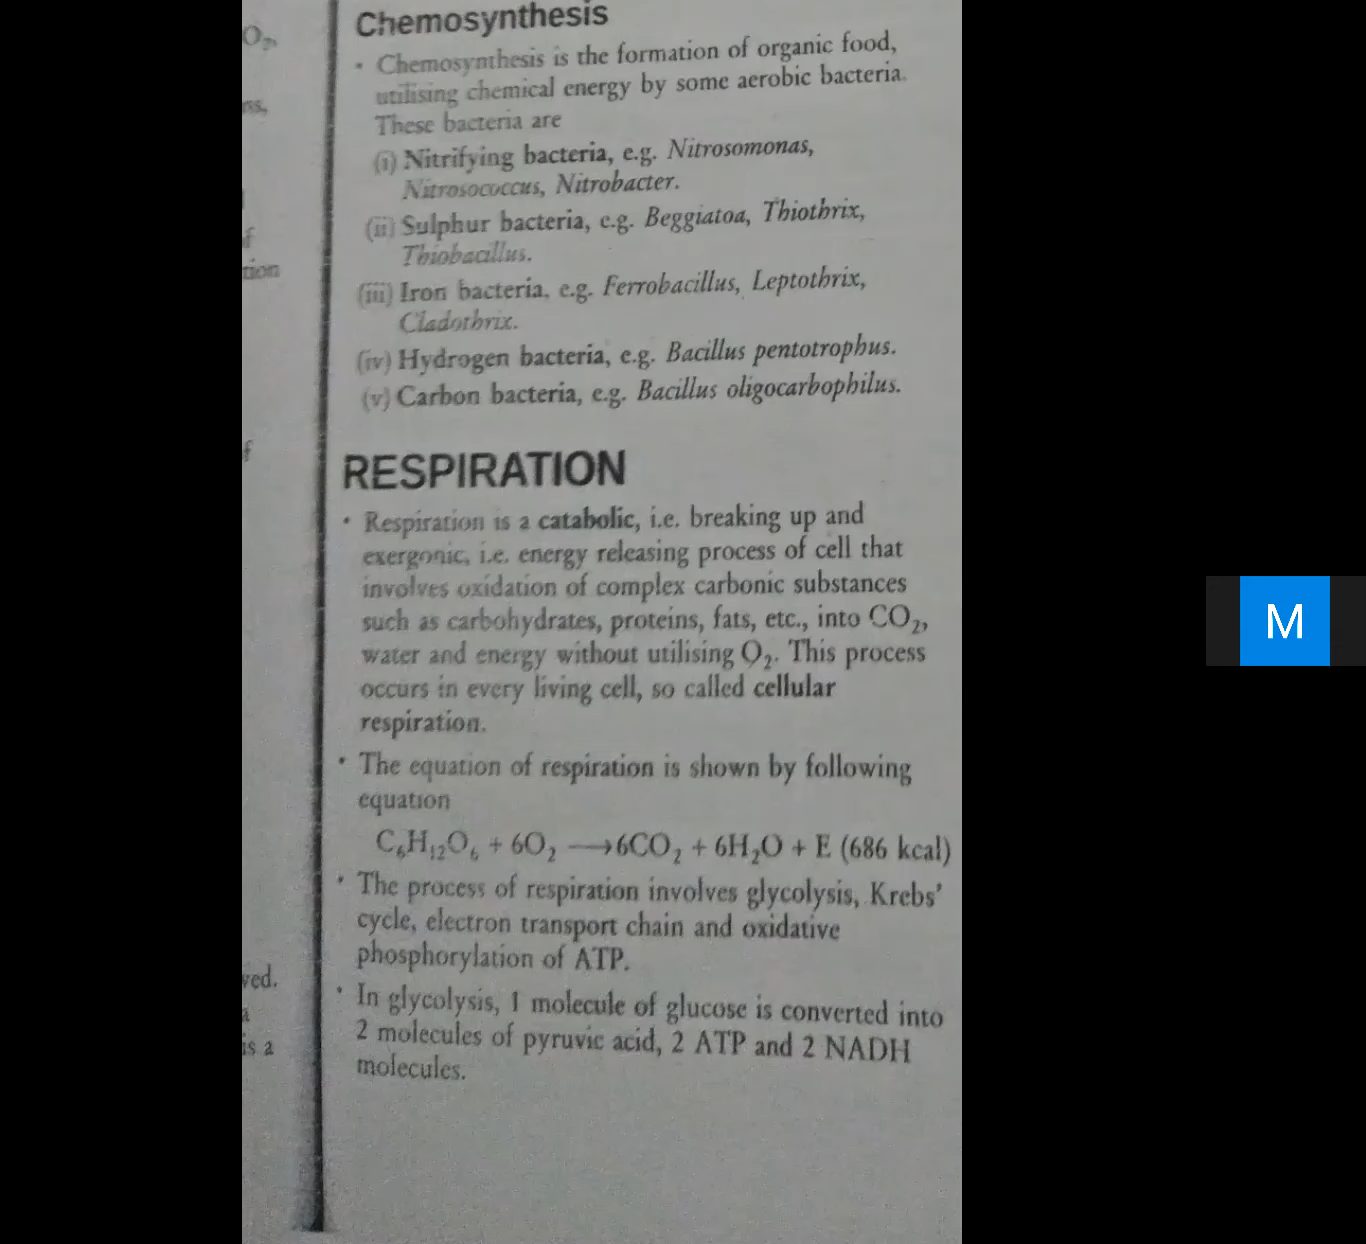 O₂,
ns,
f
tion
f
ved.
a
is a
Chemosynthesis
• Chemosynthesis is the formation of organic food,
utilising chemical energy by some aerobic bacteria.
These bacteria are
(i) Nitrifying bacteria, e.g. Nitrosomonas,
Nitrosococcus, Nitrobacter.
(ii) Sulphur bacteria, e.g. Beggiatoa, Thiothrix,
Thiobacillus.
(iii) Iron bacteria, e.g. Ferrobacillus, Leptothrix,
Cladothrix.
(iv) Hydrogen bacteria, e.g. Bacillus pentotrophus.
(v) Carbon bacteria, e.g. Bacillus oligocarbophilus.
RESPIRATION
• Respiration is a catabolic, i.e. breaking up and
exergonic, i.e. energy releasing process of cell that
involves oxidation of complex carbonic substances
such as carbohydrates, proteins, fats, etc., into CO₂,
water and energy without utilising O₂. This process
occurs in every living cell, so called cellular
respiration.
• The equation of respiration is shown by following
equation
C₆H₁₂O₆ + 6O₂ ⟶ 6CO₂ + 6H₂O + E (686 kcal)
• The process of respiration involves glycolysis, Krebs'
cycle, electron transport chain and oxidative
phosphorylation of ATP.
• In glycolysis, 1 molecule of glucose is converted into
2 molecules of pyruvic acid, 2 ATP and 2 NADH
molecules.
M